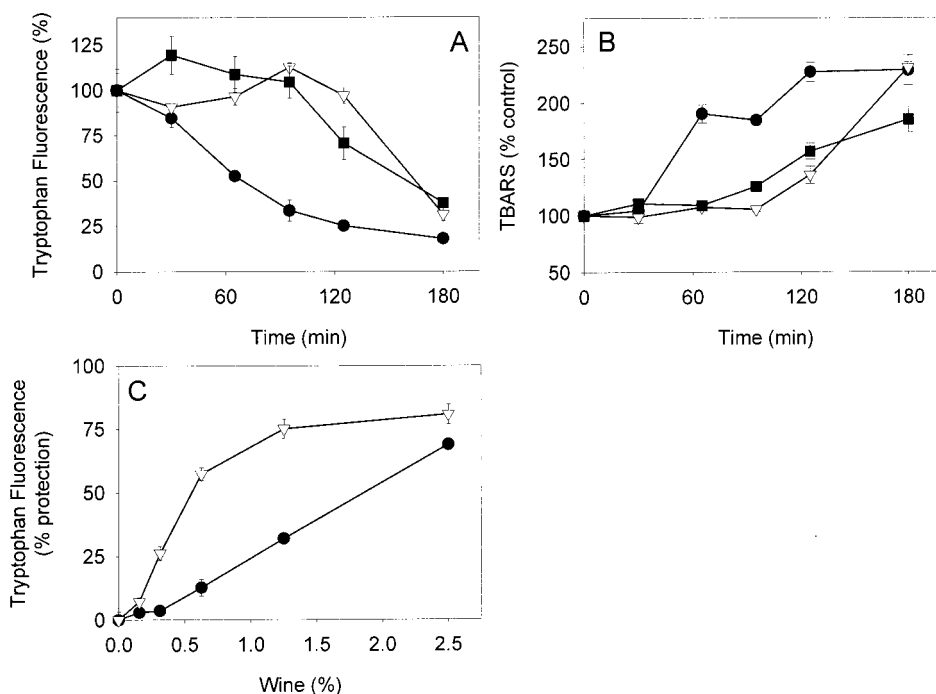 A
Tryptophan Fluorescence (%)
125
100
75
50
25
0
0 60 120 180
Time (min)
B
TBARS (% control)
250
200
150
100
50
0 60 120 180
Time (min)
C
Tryptophan Fluorescence
(% protection)
100
75
50
25
0
0.0 0.5 1.0 1.5 2.0 2.5
Wine (%)